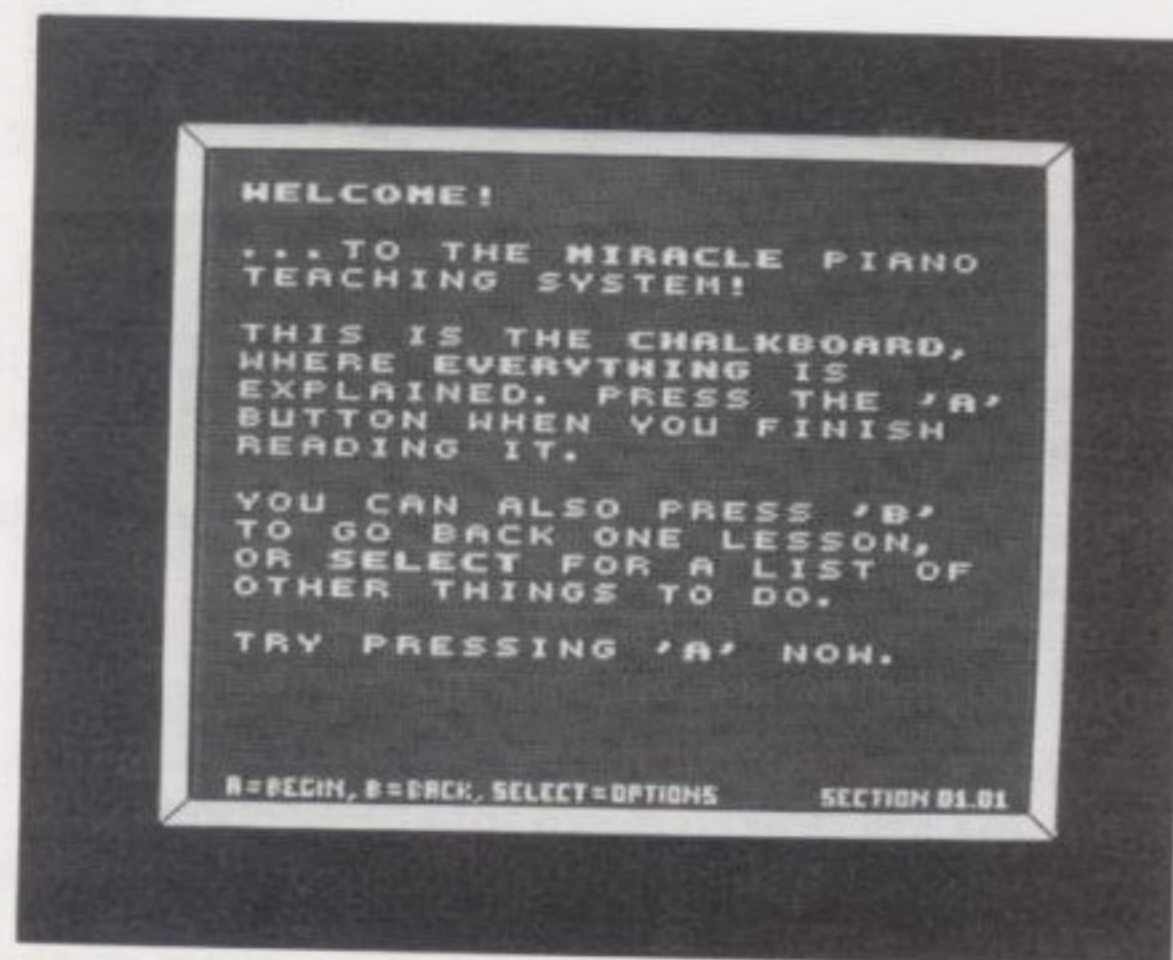 WELCOME!
...TO THE MIRACLE PIANO
TEACHING SYSTEM!
THIS IS THE CHALKBOARD,
WHERE EVERYTHING IS
EXPLAINED. PRESS THE 'A'
BUTTON WHEN YOU FINISH
READING IT.
YOU CAN ALSO PRESS 'B'
TO GO BACK ONE LESSON,
OR SELECT FOR A LIST OF
OTHER THINGS TO DO.
TRY PRESSING 'A' NOW.
A=BEGIN, B=BACK, SELECT=OPTIONS SECTION 01.01